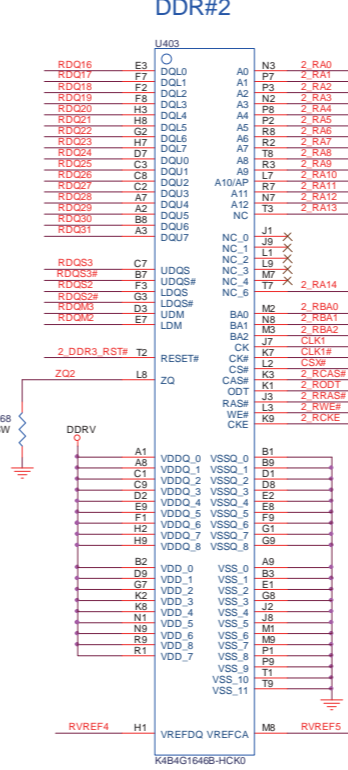 DDR#2
U403
RDQ16 E3 DQL0 A0 N3 2_RA0
RDQ17 F7 DQL1 A1 P7 2_RA1
RDQ18 F2 DQL2 A2 P3 2_RA2
RDQ19 F8 DQL3 A3 N2 2_RA3
RDQ20 H3 DQL4 A4 P8 2_RA4
RDQ21 H8 DQL5 A5 P2 2_RA5
RDQ22 G2 DQL6 A6 R8 2_RA6
RDQ23 H7 DQL7 A7 R2 2_RA7
RDQ24 D7 DQU0 A8 T8 2_RA8
RDQ25 C3 DQU1 A9 R3 2_RA9
RDQ26 C8 DQU2 A10/AP L7 2_RA10
RDQ27 C2 DQU3 A11 R7 2_RA11
RDQ28 A7 DQU4 A12 N7 2_RA12
RDQ29 A2 DQU5 NC T3 2_RA13
RDQ30 B8 DQU6
RDQ31 A3 DQU7 NC_0 J1
NC_1 J9
NC_2 L1
RDQS3 C7 UDQS NC_3 L9
RDQS3# B7 UDQS# NC_4 M7
RDQS2 F3 LDQS NC_6 T7 2_RA14
RDQS2# G3 LDQS#
RDQM3 D3 UDM BA0 M2 2_RBA0
RDQM2 E7 LDM BA1 N8 2_RBA1
BA2 M3 2_RBA2
CK J7 CLK1
2_DDR3_RST# T2 RESET# CK# K7 CLK1#
CS# L2 CSX#
ZQ2 L8 ZQ CAS# K3 2_RCAS#
ODT K1 2_RODT
RAS# J3 2_RRAS#
WE# L3 2_RWE#
CKE K9 2_RCKE
68
W
DDRV
A1 VDDQ_0 VSSQ_0 B1
A8 VDDQ_1 VSSQ_1 B9
C1 VDDQ_2 VSSQ_2 D1
C9 VDDQ_3 VSSQ_3 D8
D2 VDDQ_4 VSSQ_4 E2
E9 VDDQ_5 VSSQ_5 E8
F1 VDDQ_6 VSSQ_6 F9
H2 VDDQ_7 VSSQ_7 G1
H9 VDDQ_8 VSSQ_8 G9
B2 VDD_0 VSS_0 A9
D9 VDD_1 VSS_1 B3
G7 VDD_2 VSS_2 E1
K2 VDD_3 VSS_3 G8
K8 VDD_4 VSS_4 J2
N1 VDD_5 VSS_5 J8
N9 VDD_6 VSS_6 M1
R9 VDD_8 VSS_7 M9
R1 VDD_7 VSS_8 P1
VSS_9 P9
VSS_10 T1
VSS_11 T9
RVREF4 H1 VREFDQ VREFCA M8 RVREF5
K4B4G1646B-HCK0